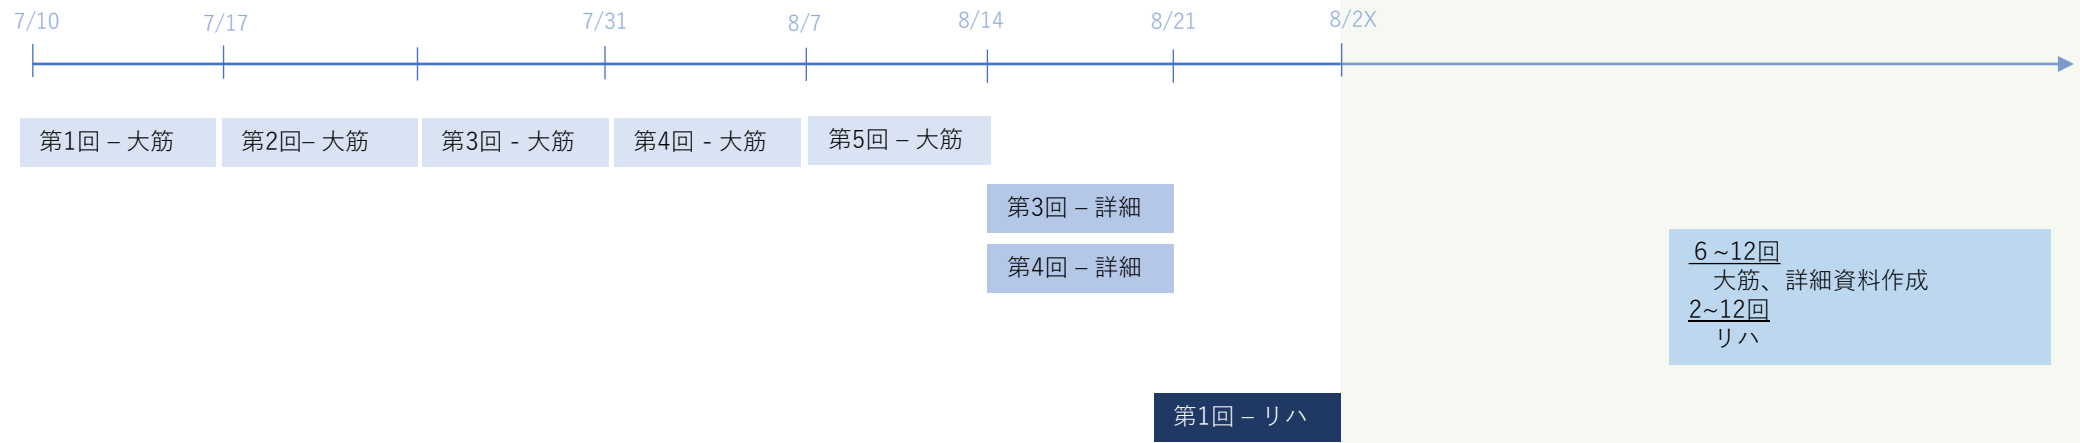 7/10
7/17
7/31
8/7
8/14
8/21
8/2X
第1回 – 大筋
第2回– 大筋
第3回 - 大筋
第4回 - 大筋
第5回 – 大筋
第3回 – 詳細
第4回 – 詳細
6 ~12回
大筋、詳細資料作成
2~12回
リハ
第1回 – リハ